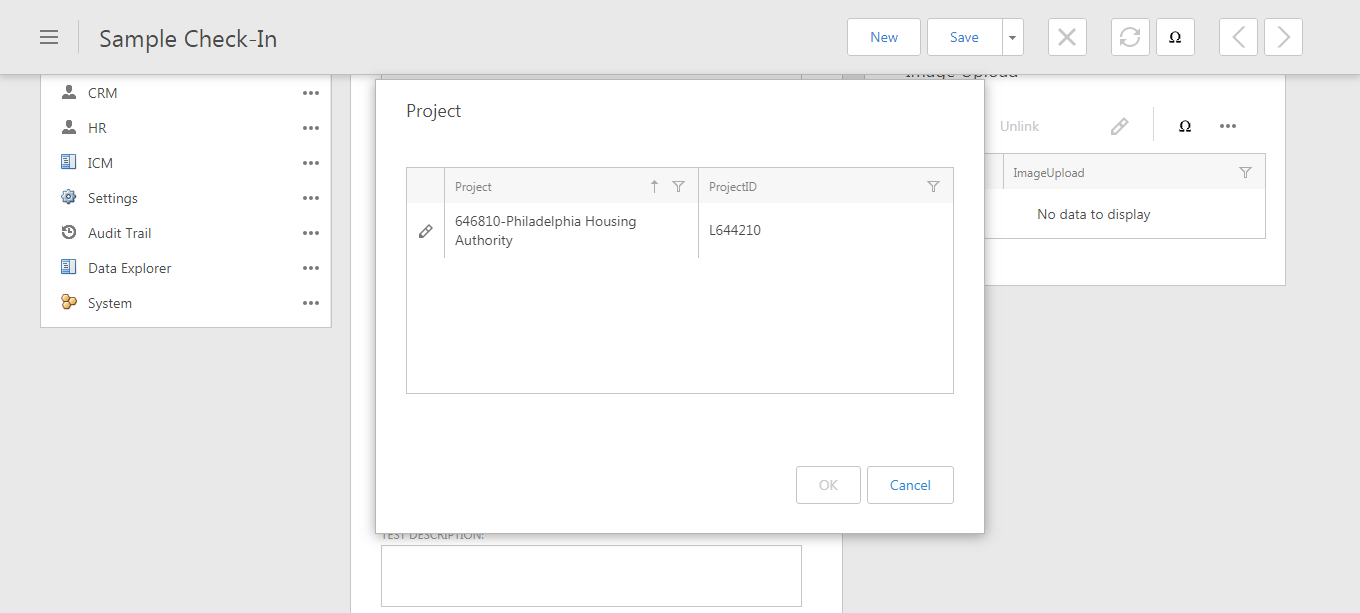 Sample Check-In
New
Save
Ω
CRM
HR
ICM
Settings
Audit Trail
Data Explorer
System
Project
Project
ProjectID
646810-Philadelphia Housing
Authority
L644210
OK
Cancel
Image Upload
Unlink
Ω
ImageUpload
No data to display
TEST DESCRIPTION: